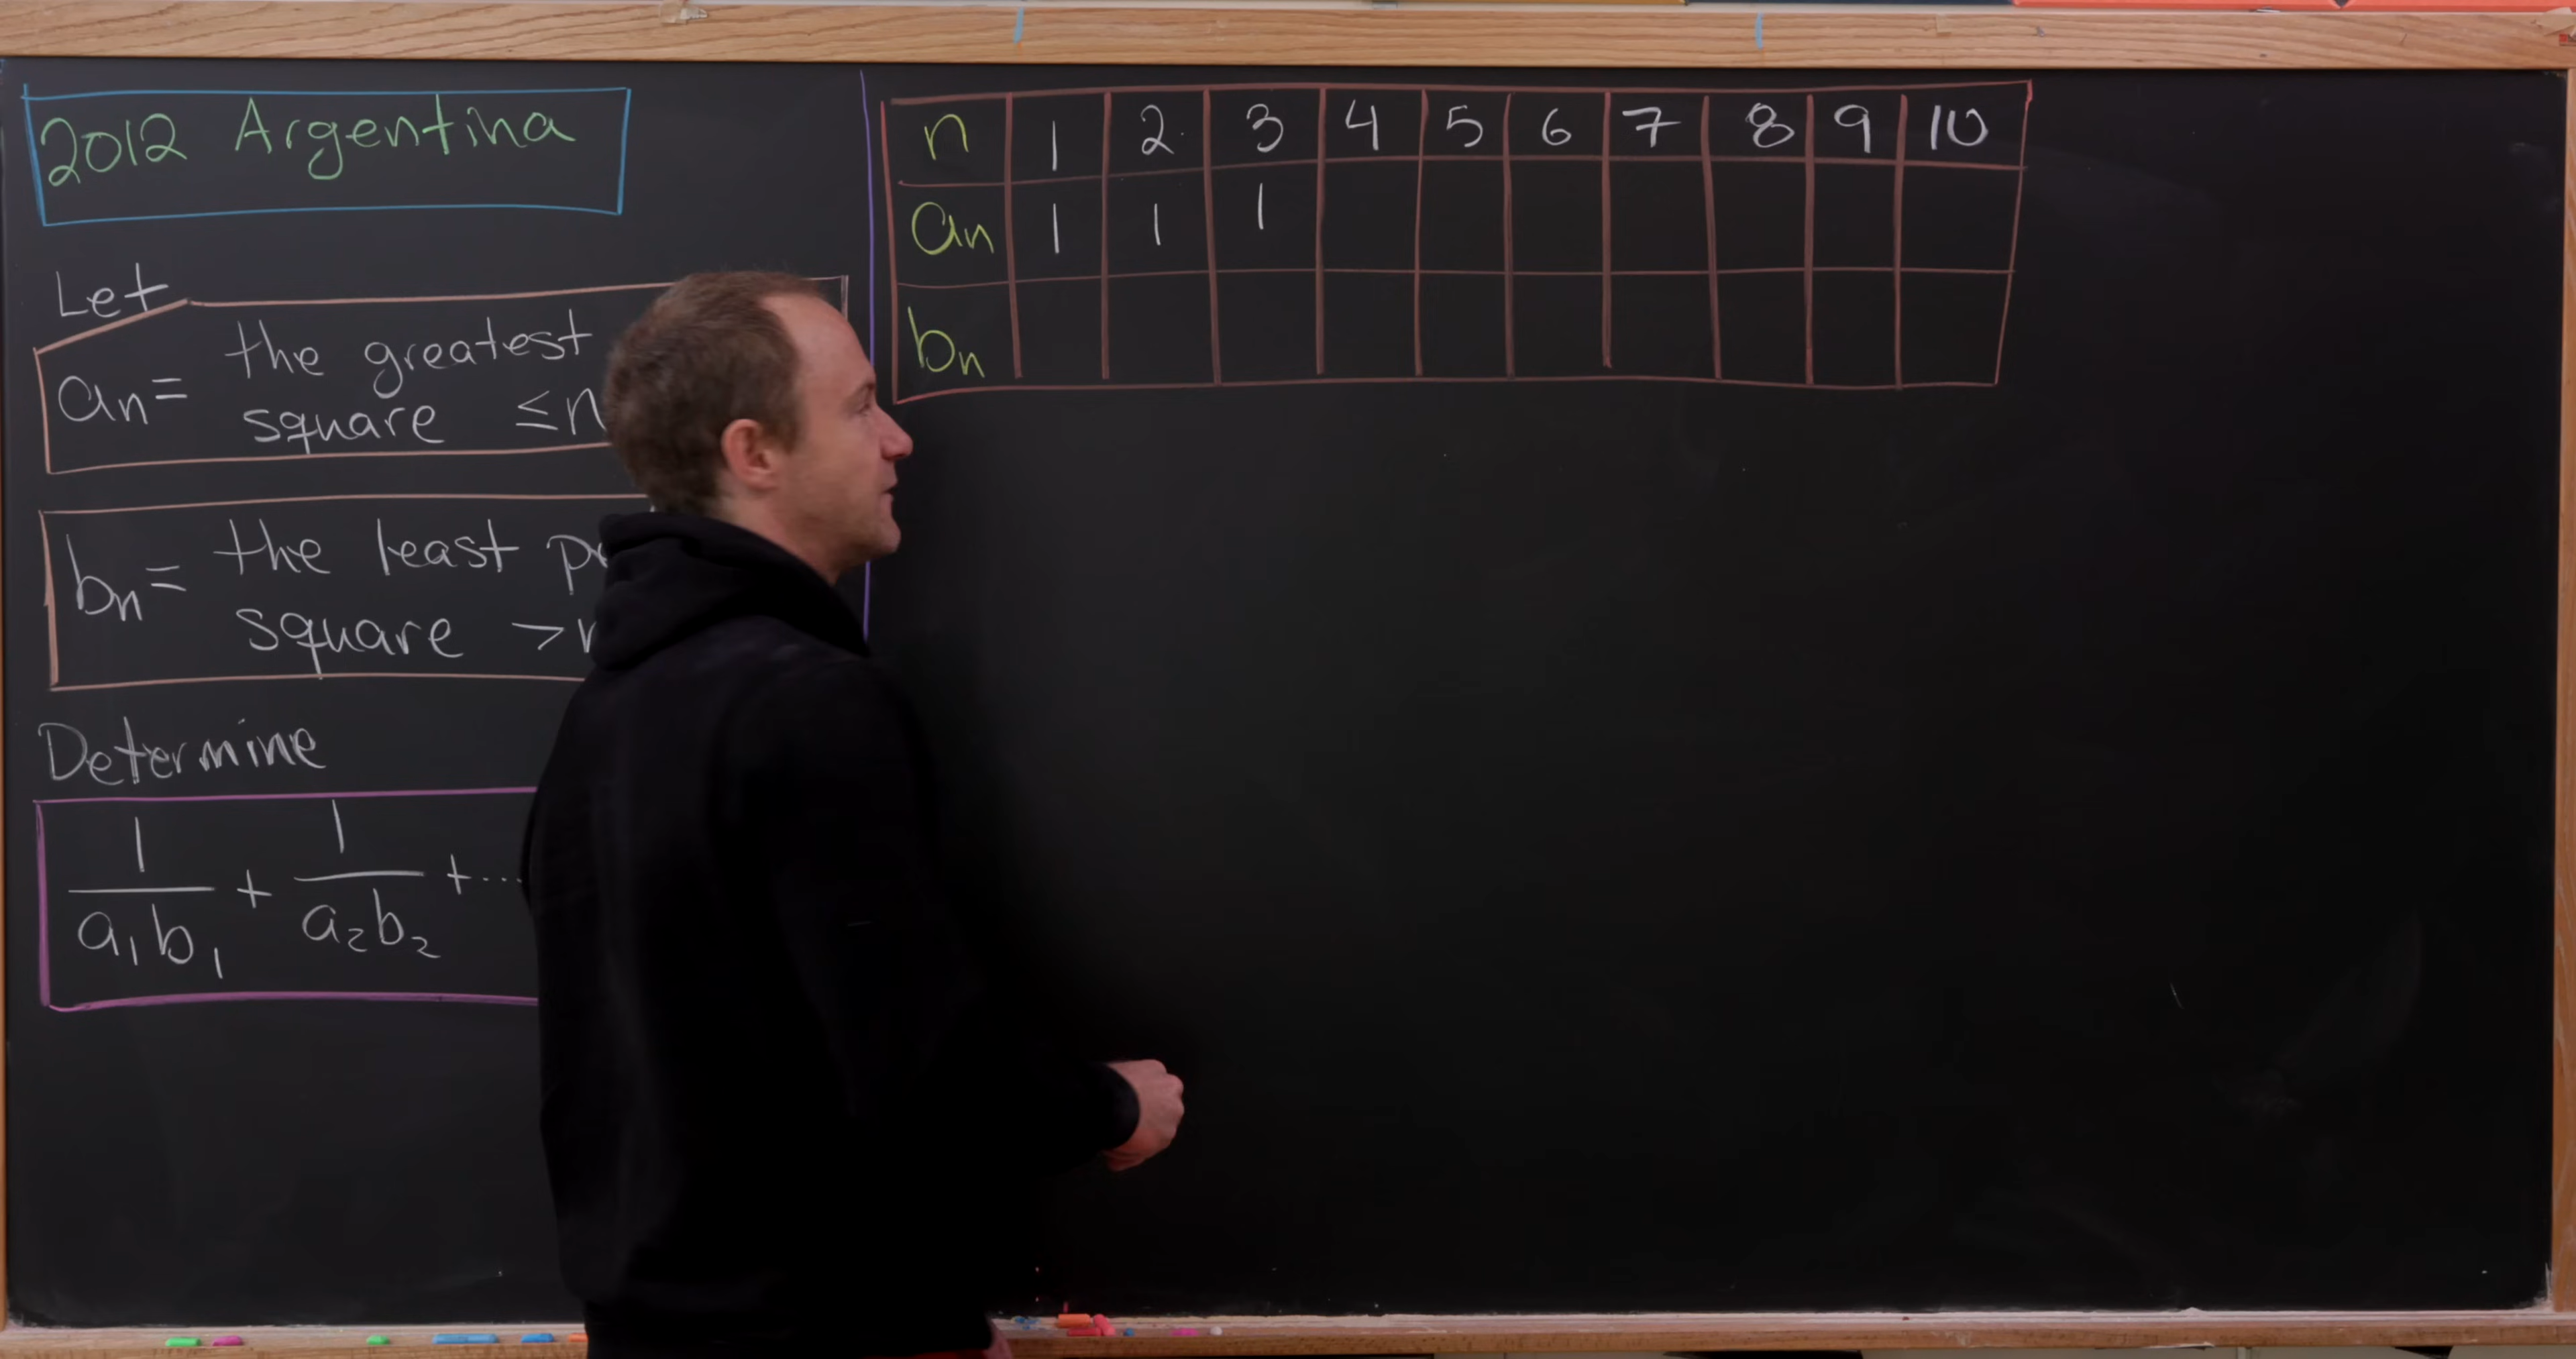 2012 Argentina
Let
an= the greatest
square ≤n
bn= the least
square >
Determine
1/a₁b₁ + 1/a₂b₂ +...
n 1 2 3 4 5 6 7 8 9 10
an 1 1 1
bn